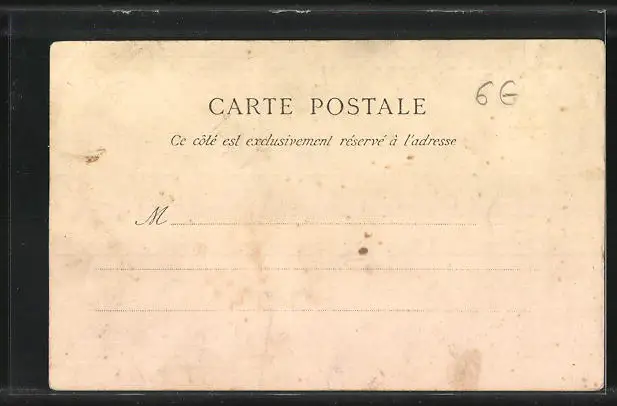 CARTE POSTALE
6€
Ce côté est exclusivement réservé à l'adresse
M